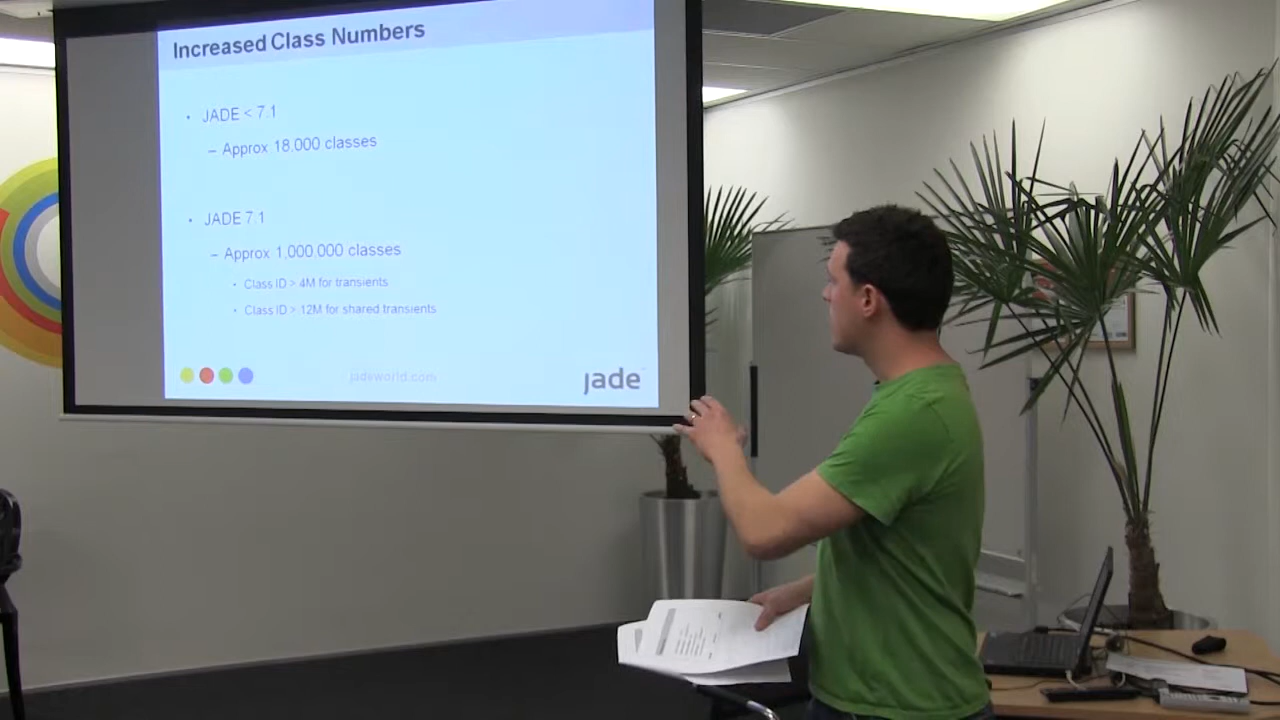 Increased Class Numbers
• JADE < 7.1
– Approx 18,000 classes
• JADE 7.1
– Approx 1,000,000 classes
• Class ID > 4M for transients
• Class ID > 12M for shared transients
jadeworld.com
jade